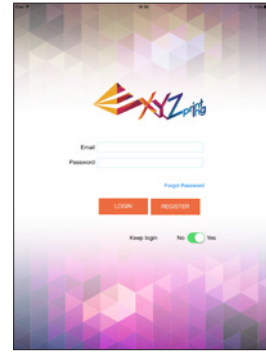 XYZprinting
Email
Password
Forgot Password
LOGIN REGISTER
Keep login No Yes